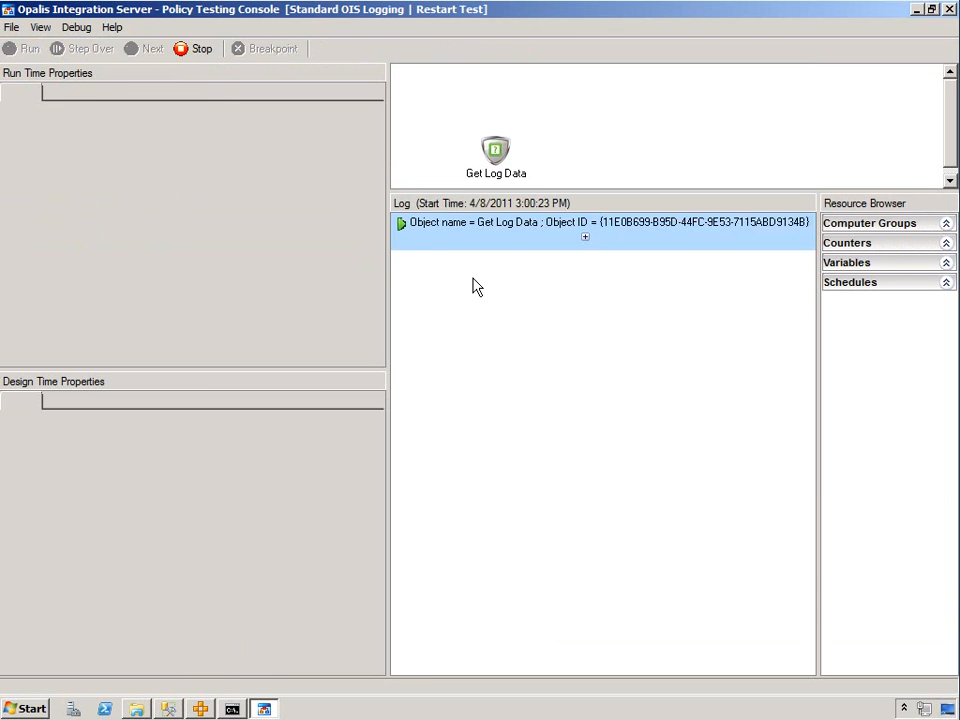 Opalis Integration Server - Policy Testing Console [Standard OIS Logging | Restart Test]
File View Debug Help
Run Step Over Next Stop Breakpoint
Run Time Properties
Get Log Data
Log (Start Time: 4/8/2011 3:00:23 PM)
Object name = Get Log Data ; Object ID = {11E0B699-B95D-44FC-9E53-7115ABD9134B}
Resource Browser
Computer Groups
Counters
Variables
Schedules
Design Time Properties
Start